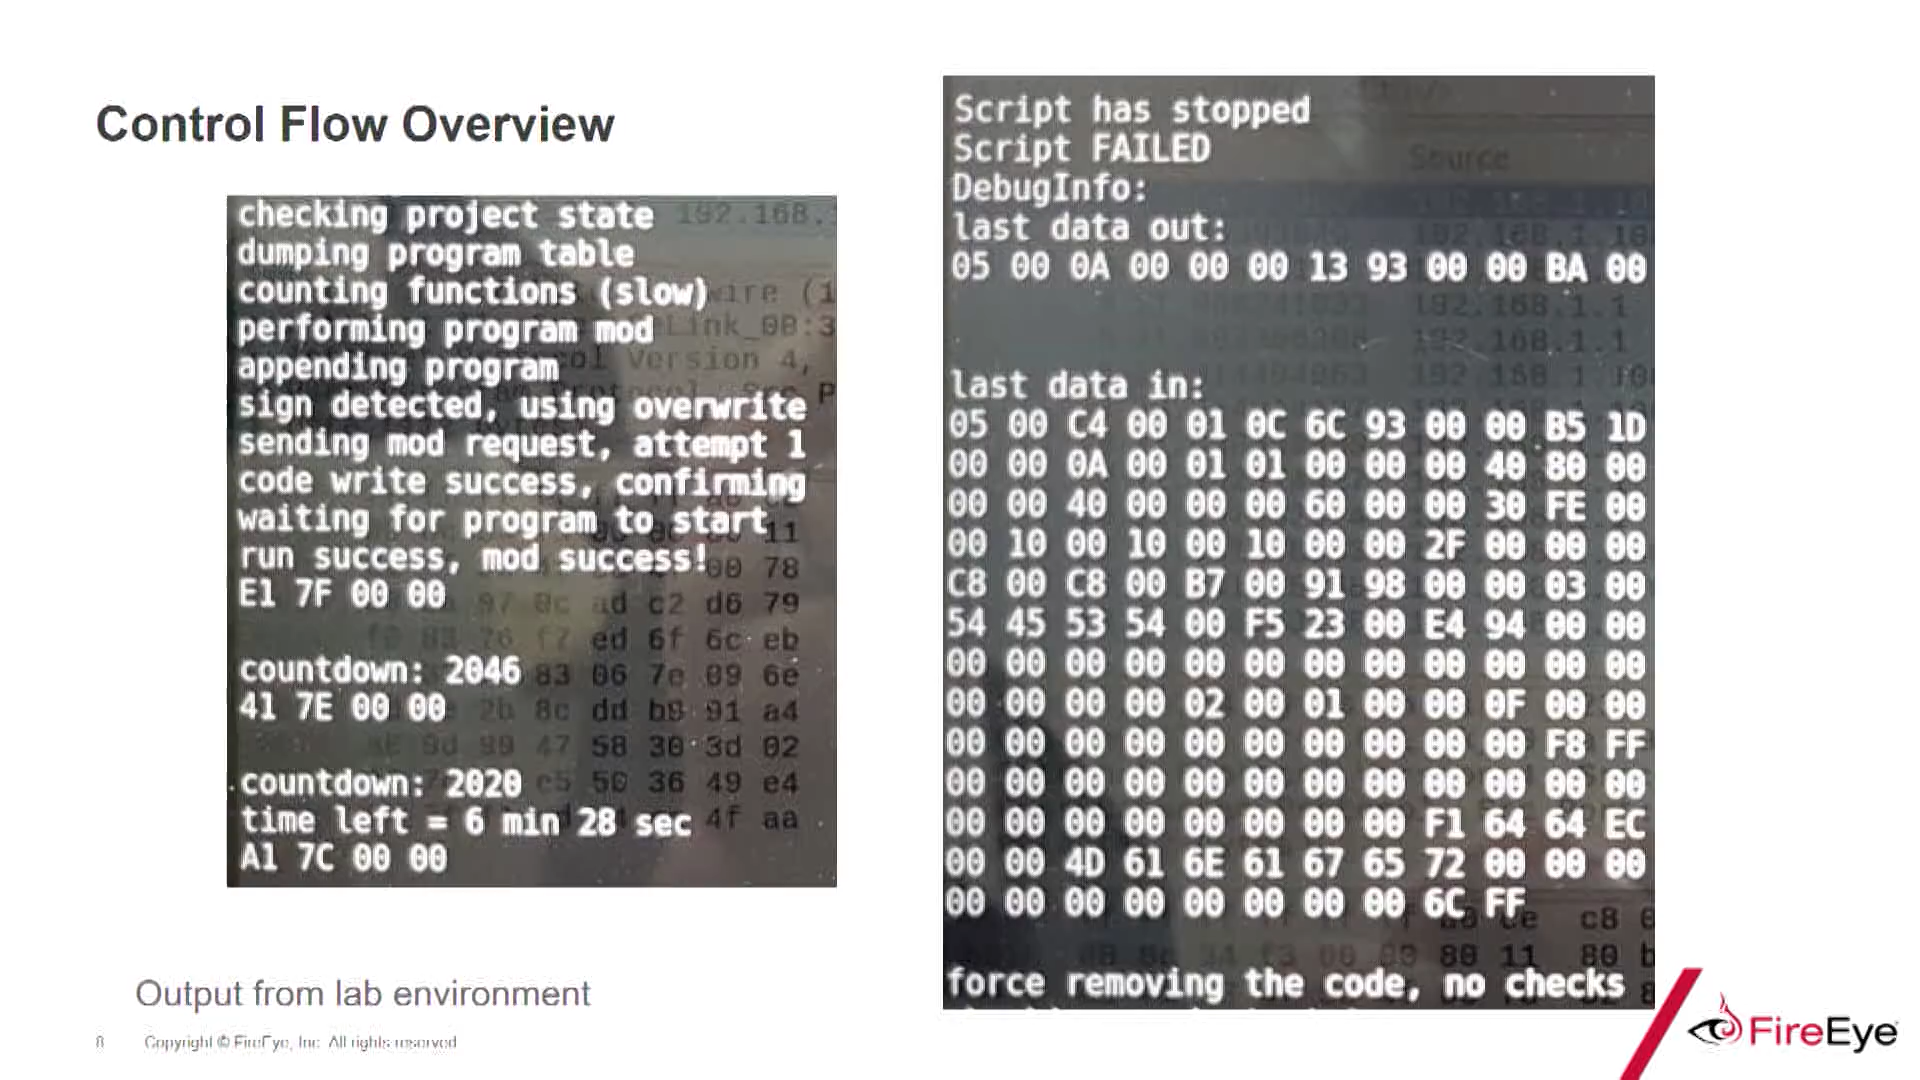 Control Flow Overview
checking project state
dumping program table
counting functions (slow)
performing program mod
appending program
sign detected, using overwrite
sending mod request, attempt 1
code write success, confirming
waiting for program to start
run success, mod success!
E1 7F 00 00
countdown: 2046
41 7E 00 00
countdown: 2020
time left = 6 min 28 sec
A1 7C 00 00
Output from lab environment
Script has stopped
Script FAILED
DebugInfo:
last data out:
05 00 0A 00 00 00 13 93 00 00 BA 00
last data in:
05 00 C4 00 01 0C 6C 93 00 00 B5 1D
00 00 0A 00 01 01 00 00 00 40 80 00
00 00 40 00 00 00 60 00 00 30 FE 00
00 10 00 10 00 10 00 00 2F 00 00 00
C8 00 C8 00 B7 00 91 98 00 00 03 00
54 45 53 54 00 F5 23 00 E4 94 00 00
00 00 00 00 00 00 00 00 00 00 00 00
00 00 00 00 02 00 01 00 00 0F 00 00
00 00 00 00 00 00 00 00 00 00 F8 FF
00 00 00 00 00 00 00 00 00 00 00 00
00 00 00 00 00 00 00 00 F1 64 64 EC
00 00 4D 61 6E 61 67 65 72 00 00 00
00 00 00 00 00 00 00 00 6C FF
force removing the code, no checks
8 Copyright © FireEye, Inc. All rights reserved
FireEye